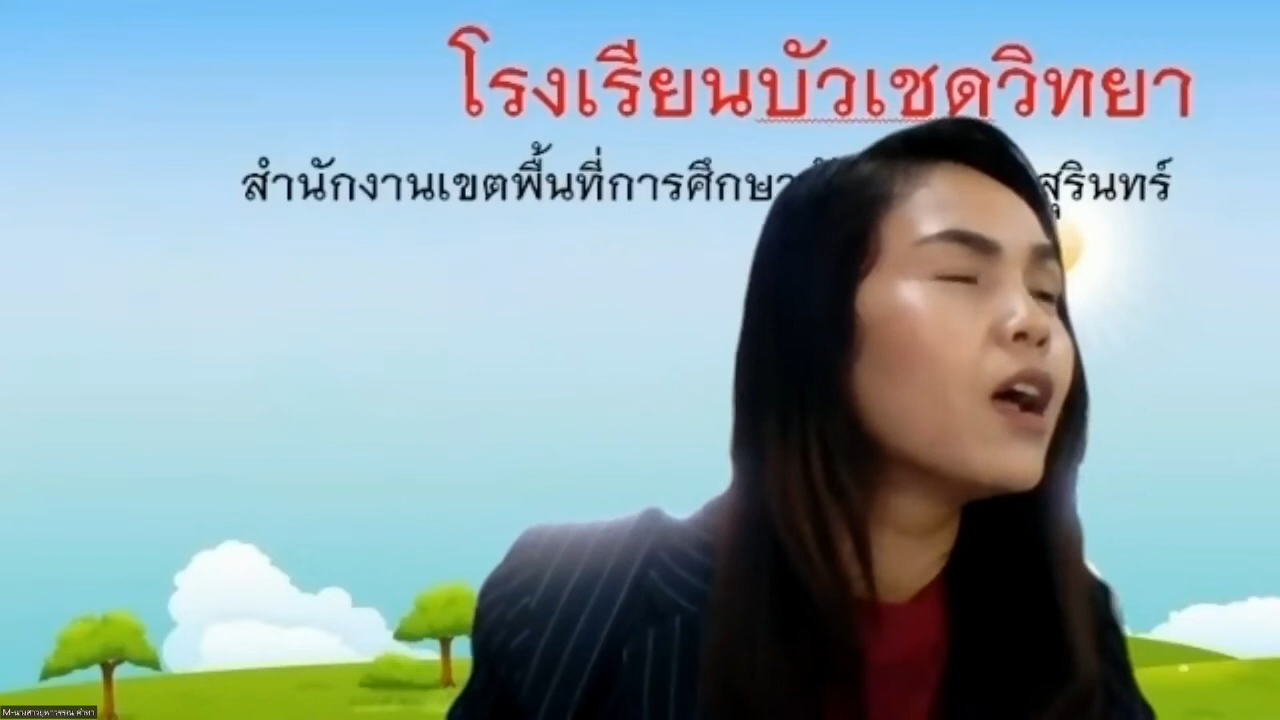 โรงเรียนบัวเชดวิทยา
สำนักงานเขตพื้นที่การศึกษา สุรินทร์